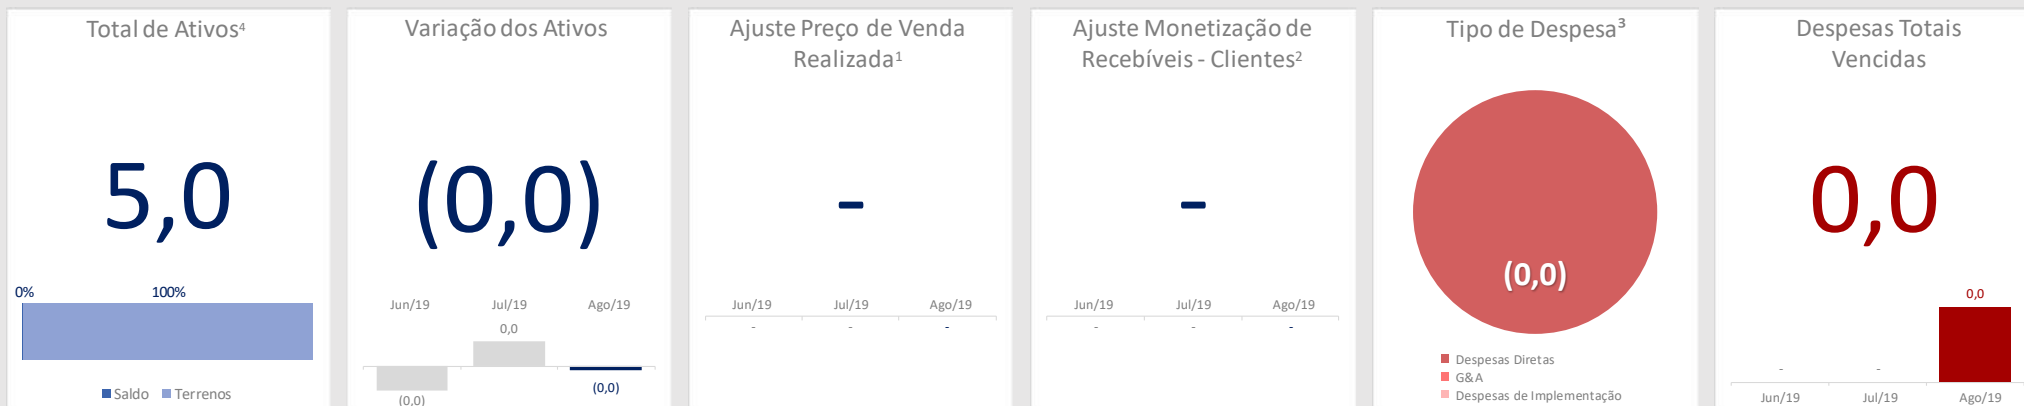 Total de Ativos⁴
5,0
0%
100%
Saldo
Terrenos
Variação dos Ativos
(0,0)
Jun/19
Jul/19
Ago/19
0,0
(0,0)
(0,0)
Ajuste Preço de Venda
Realizada¹
-
Jun/19
Jul/19
Ago/19
-
-
-
Ajuste Monetização de
Recebíveis - Clientes²
-
Jun/19
Jul/19
Ago/19
-
-
-
Tipo de Despesa³
(0,0)
Despesas Diretas
G&A
Despesas de Implementação
Despesas Totais
Vencidas
0,0
0,0
-
-
Jun/19
Jul/19
Ago/19